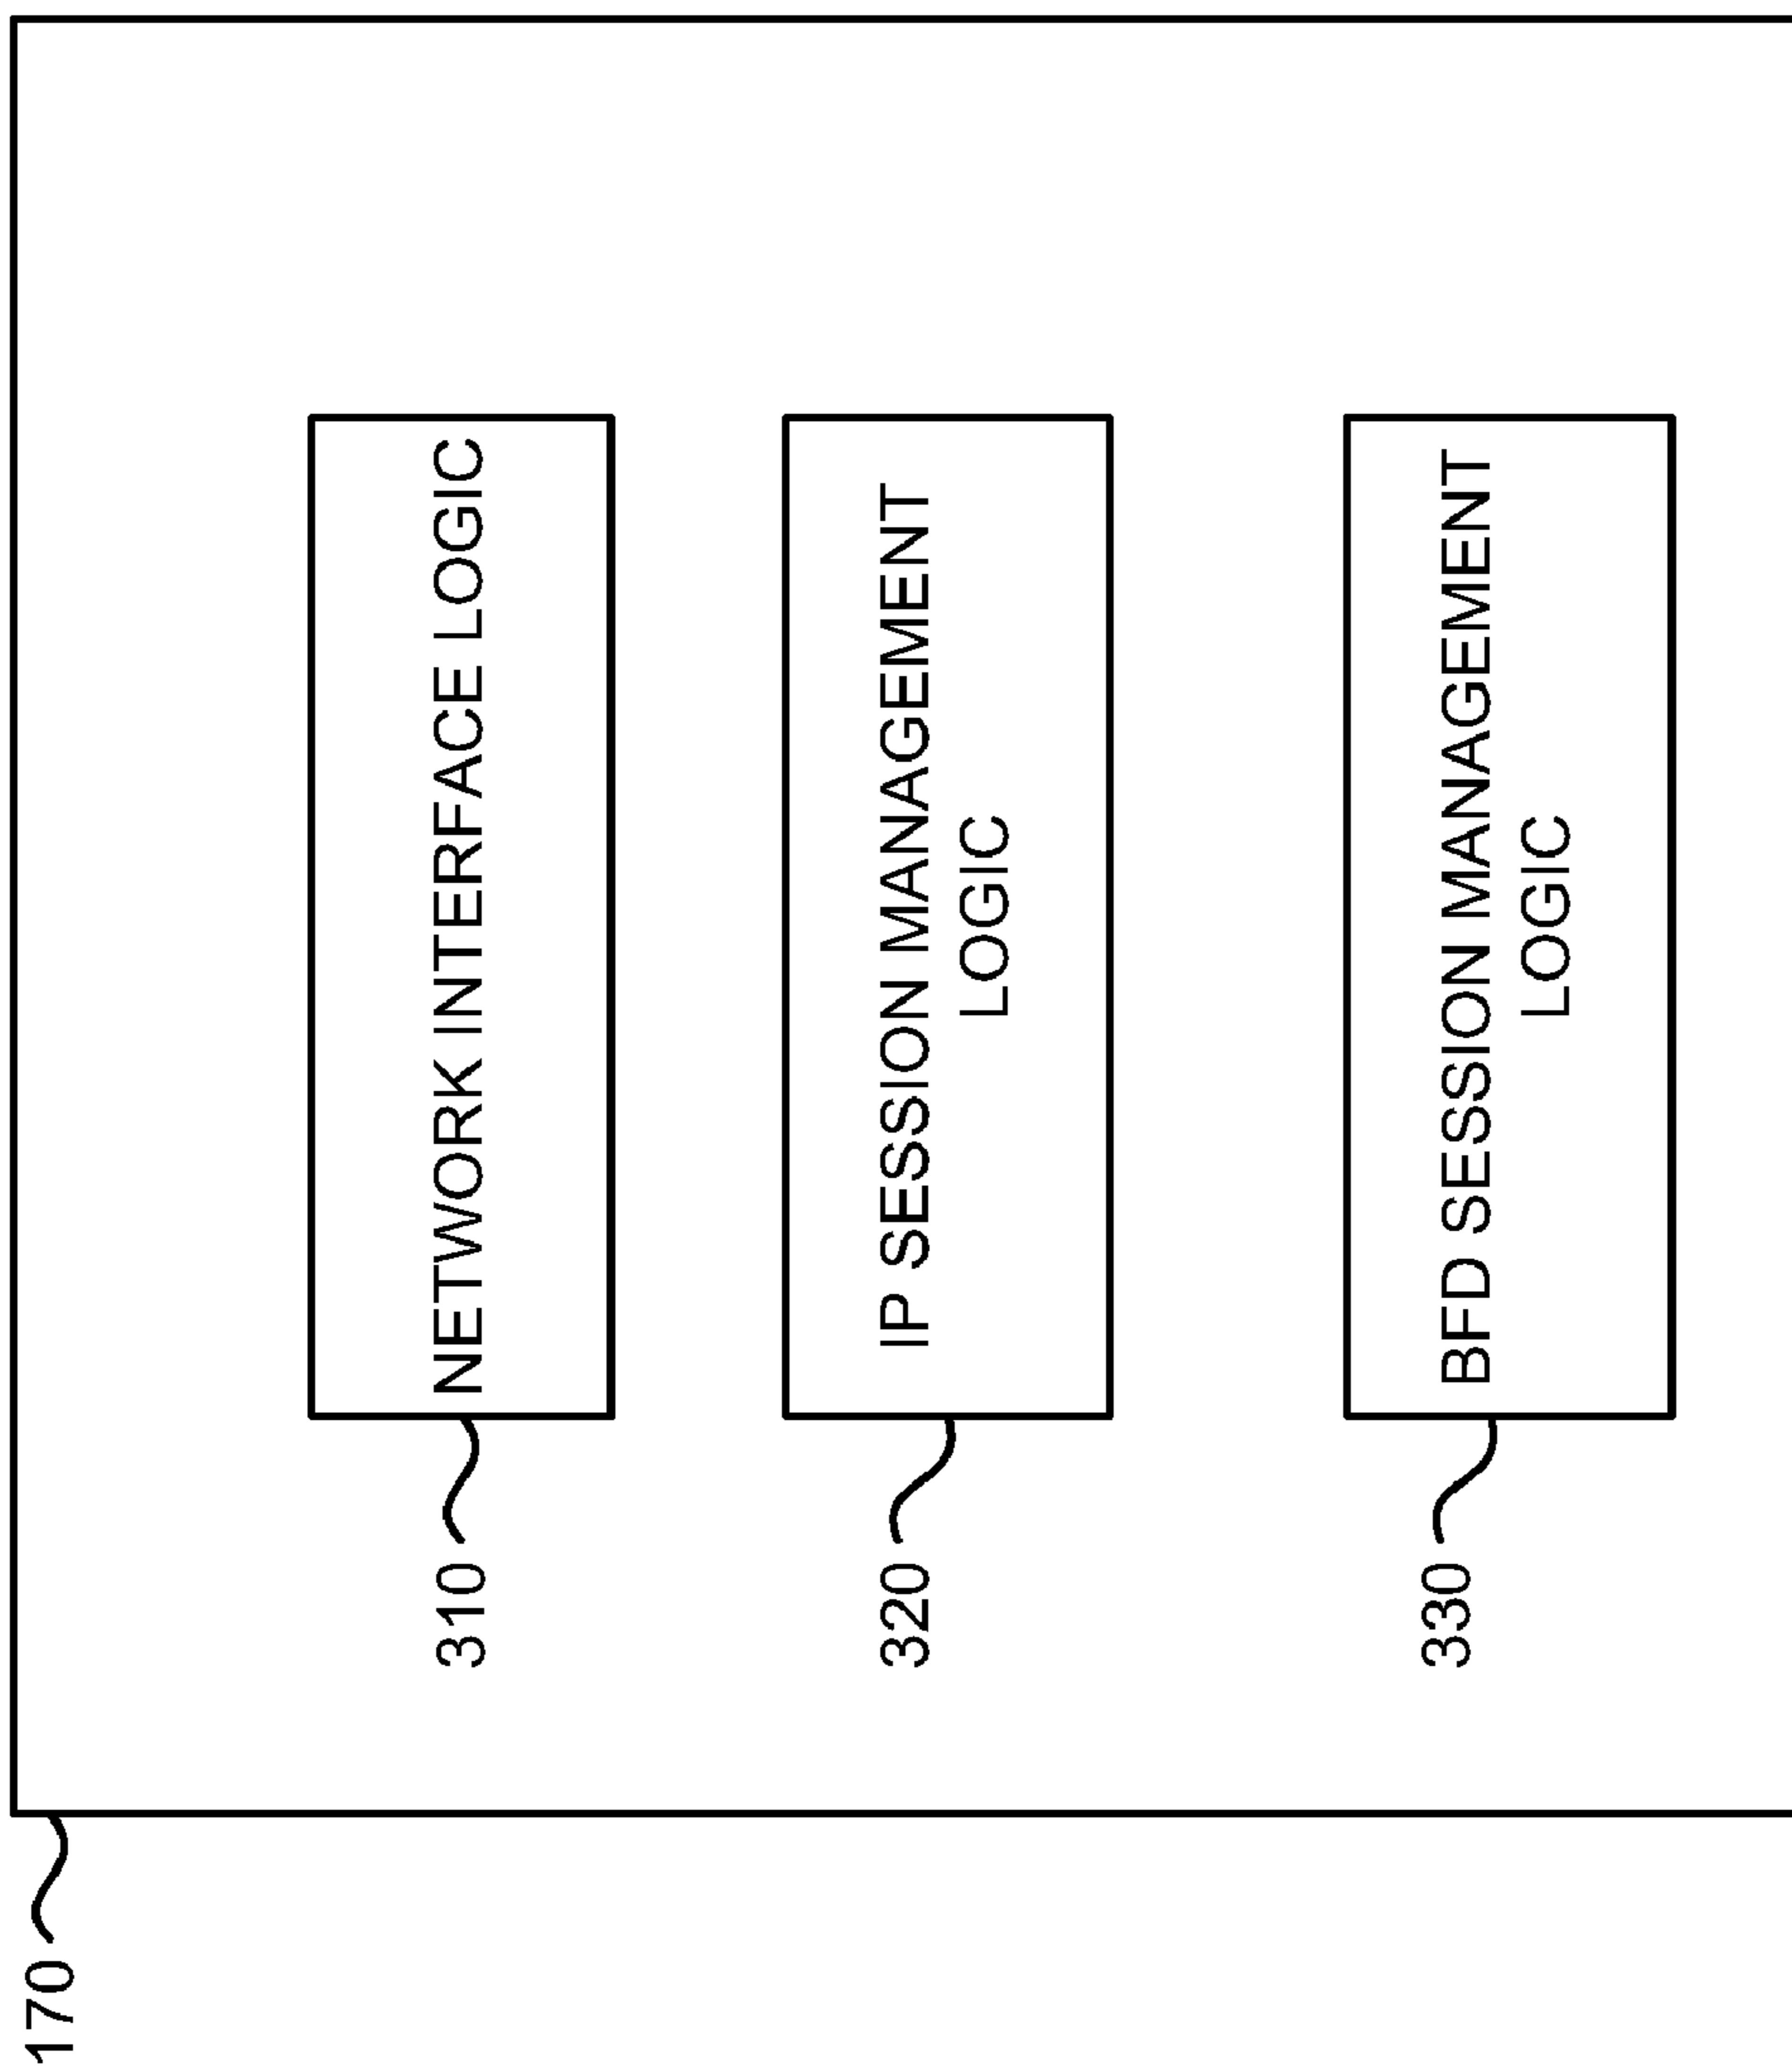 170
310
NETWORK INTERFACE LOGIC
320
IP SESSION MANAGEMENT
LOGIC
330
BFD SESSION MANAGEMENT
LOGIC